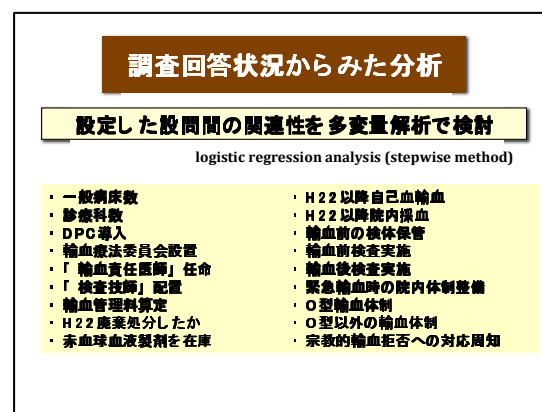 調査回答状況からみた分析
設定した設問間の関連性を多変量解析で検討
logistic regression analysis (stepwise method)
・一般病床数
・診療科数
・DPC導入
・輸血療法委員会設置
・「輸血責任医師」任命
・「検査技師」配置
・輸血管理料算定
・H22廃棄処分したか
・赤血球血液製剤を在庫
・H22以降自己血輸血
・H22以降院内採血
・輸血前の検体保管
・輸血前検査実施
・輸血後検査実施
・緊急輸血時の院内体制整備
・O型輸血体制
・O型以外の輸血体制
・宗教的輸血拒否への対応周知